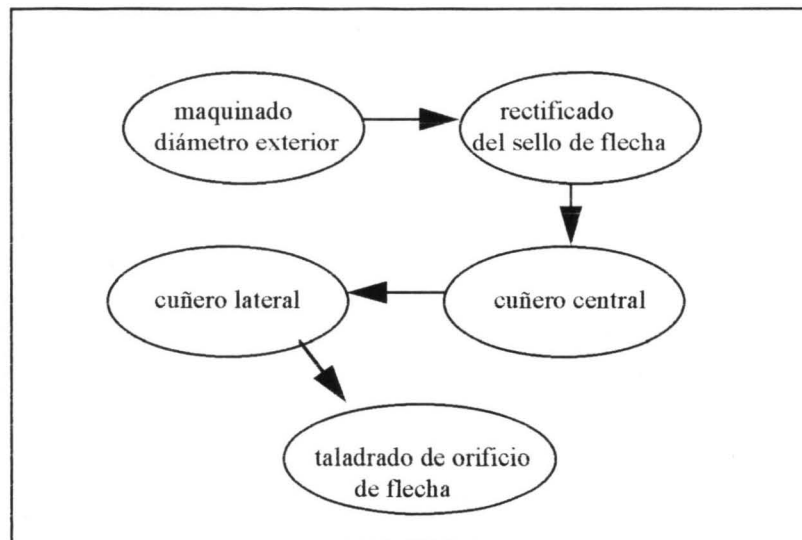 maquinado
diámetro exterior
rectificado
del sello de flecha
cuñero central
cuñero lateral
taladrado de orificio
de flecha